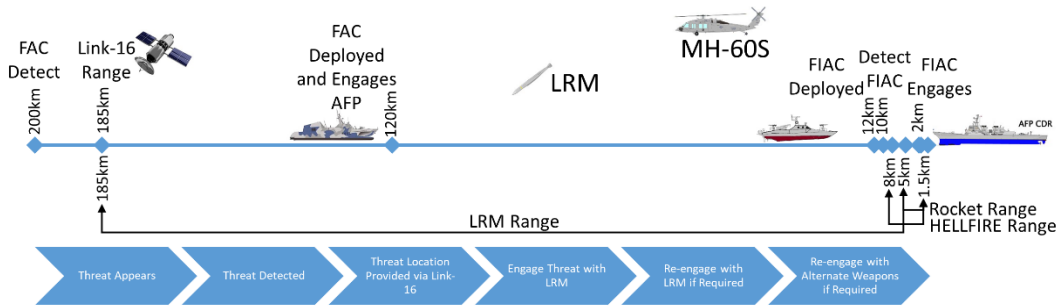 FAC
Detect
Link-16
Range
FAC
Deployed
and Engages
AFP
LRM
MH-60S
FIAC
Deployed
Detect
FIAC
FIAC
Engages
200km
185km
120km
12km
10km
2km
AFP CDR
185km
8km
5km
1.5km
LRM Range
Rocket Range
HELLFIRE Range
Threat Appears
Threat Detected
Threat Location
Provided via Link-
16
Engage Threat with
LRM
Re-engage with
LRM if Required
Re-engage with
Alternate Weapons
if Required